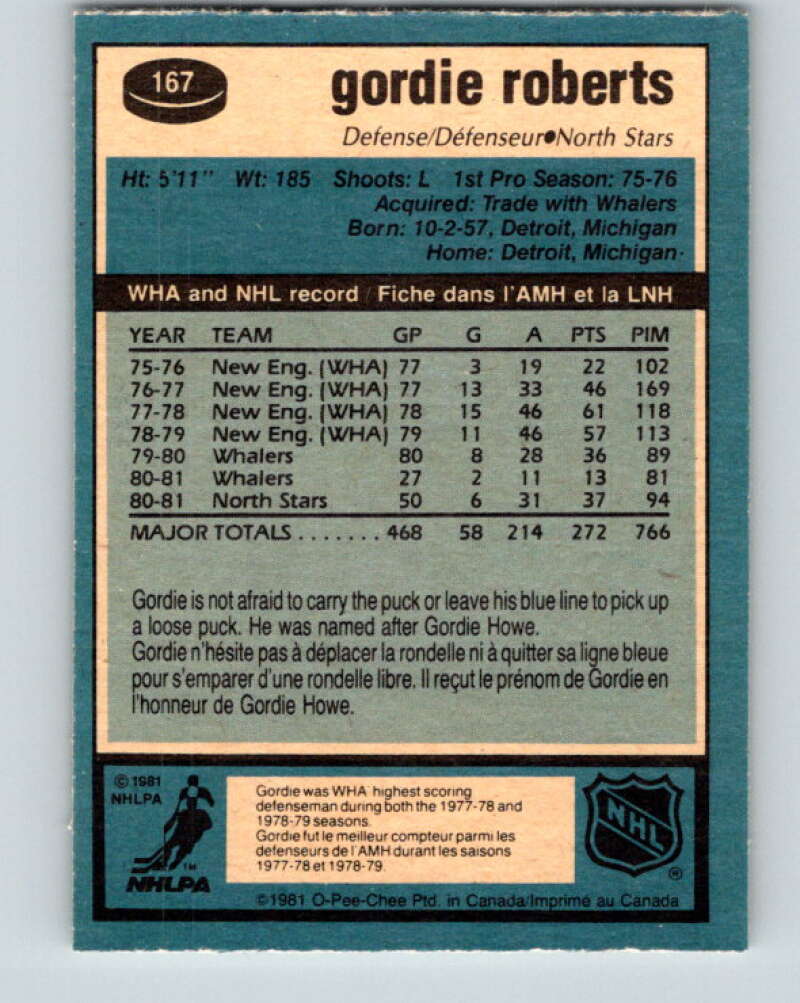 167
gordie roberts
Defense/Défenseur●North Stars
Ht: 5'11" Wt: 185 Shoots: L 1st Pro Season: 75-76
Acquired: Trade with Whalers
Born: 10-2-57, Detroit, Michigan
Home: Detroit, Michigan
WHA and NHL record / Fiche dans l'AMH et la LNH
YEAR TEAM GP G A PTS PIM
75-76 New Eng. (WHA) 77 3 19 22 102
76-77 New Eng. (WHA) 77 13 33 46 169
77-78 New Eng. (WHA) 78 15 46 61 118
78-79 New Eng. (WHA) 79 11 46 57 113
79-80 Whalers 80 8 28 36 89
80-81 Whalers 27 2 11 13 81
80-81 North Stars 50 6 31 37 94
MAJOR TOTALS ....... 468 58 214 272 766
Gordie is not afraid to carry the puck or leave his blue line to pick up
a loose puck. He was named after Gordie Howe.
Gordie n'hésite pas à déplacer la rondelle ni à quitter sa ligne bleue
pour s'emparer d'une rondelle libre. Il reçut le prénom de Gordie en
l'honneur de Gordie Howe.
© 1981
NHLPA
TM
NHLPA
Gordie was WHA highest scoring
defenseman during both the 1977-78 and
1978-79 seasons.
Gordie fut le meilleur compteur parmi les
defenseurs de l'AMH durant les saisons
1977-78 et 1978-79.
NHL
®
©1981 O-Pee-Chee Ptd. in Canada/Imprimé au Canada